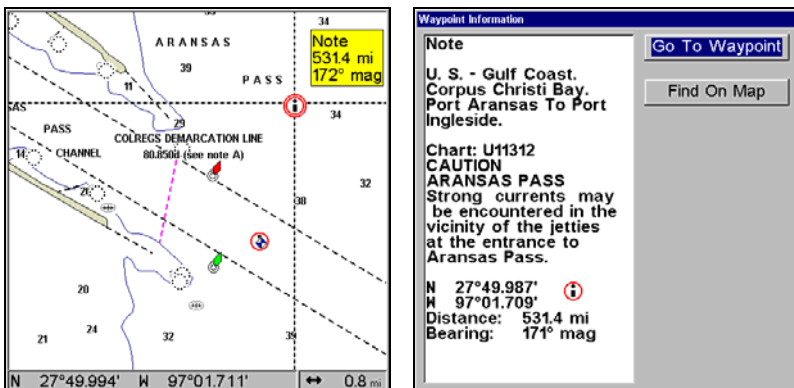 33
34
ARANSAS
39
PASS
Note
531.4 mi
172° mag
11
34
29
PASS
COLREGS DEMARCATION LINE
80.850d (see note A)
14
CHANNEL
32
38
20
21
24
32
39
N 27°49.994' W 97°01.711' ↔ 0.8 mi
Waypoint Information
Note
U. S. - Gulf Coast.
Corpus Christi Bay.
Port Aransas To Port
Ingleside.
Chart: U11312
CAUTION
ARANSAS PASS
Strong currents may
be encountered in the
vicinity of the jetties
at the entrance to
Aransas Pass.
N 27°49.987'
W 97°01.709'
Distance: 531.4 mi
Bearing: 171° mag
Go To Waypoint
Find On Map